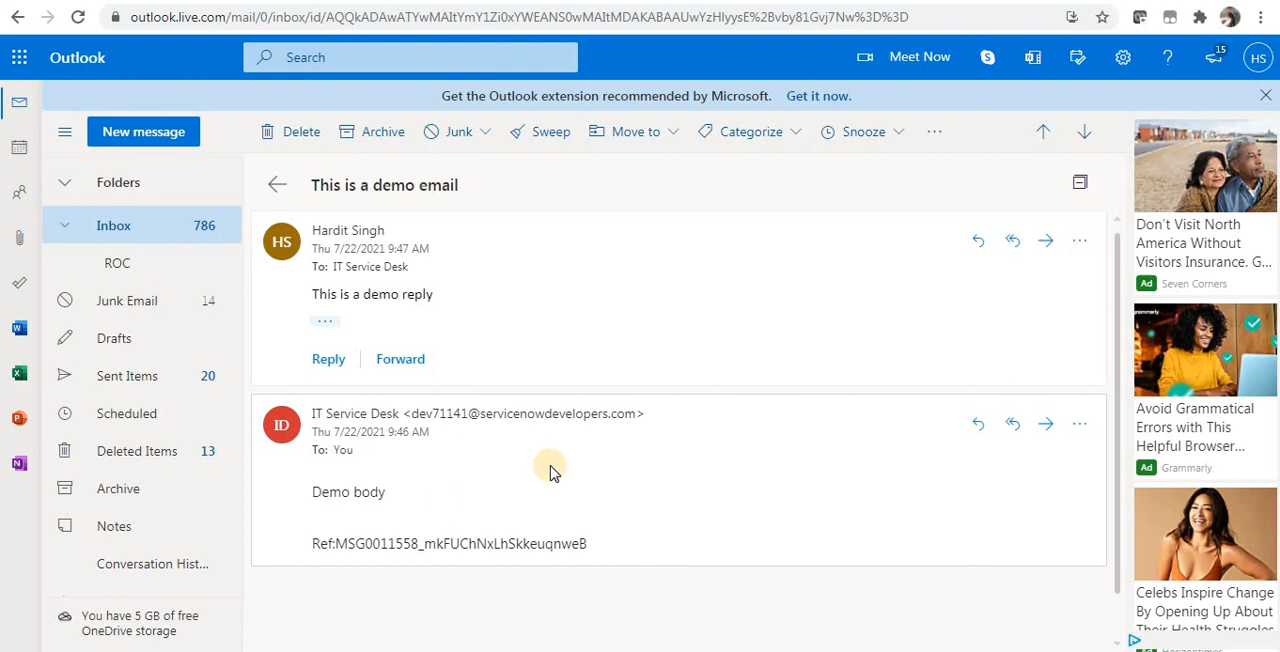 outlook.live.com/mail/0/inbox/id/AQQkADAwATYwMAItYmY1Zi0xYWEANS0wMAItMDAKABAAUwYzHlyysE%2Bvby81Gvj7Nw%3D%3D
Outlook
Search
Meet Now
15
HS
Get the Outlook extension recommended by Microsoft. Get it now.
New message
Delete
Archive
Junk
Sweep
Move to
Categorize
Snooze
Folders
Inbox 786
ROC
Junk Email 14
Drafts
Sent Items 20
Scheduled
Deleted Items 13
Archive
Notes
Conversation Hist...
You have 5 GB of free
OneDrive storage
This is a demo email
HS
Hardit Singh
Thu 7/22/2021 9:47 AM
To: IT Service Desk
This is a demo reply
...
Reply
Forward
ID
IT Service Desk <dev71141@servicenowdevelopers.com>
Thu 7/22/2021 9:46 AM
To: You
Demo body
Ref:MSG0011558_mkFUChNxLhSkkeuqnweB
Don't Visit North
America Without
Visitors Insurance. G...
Ad Seven Corners
grammarly
Avoid Grammatical
Errors with This
Helpful Browser...
Ad Grammarly
Celebs Inspire Change
By Opening Up About
Their Health Struggles